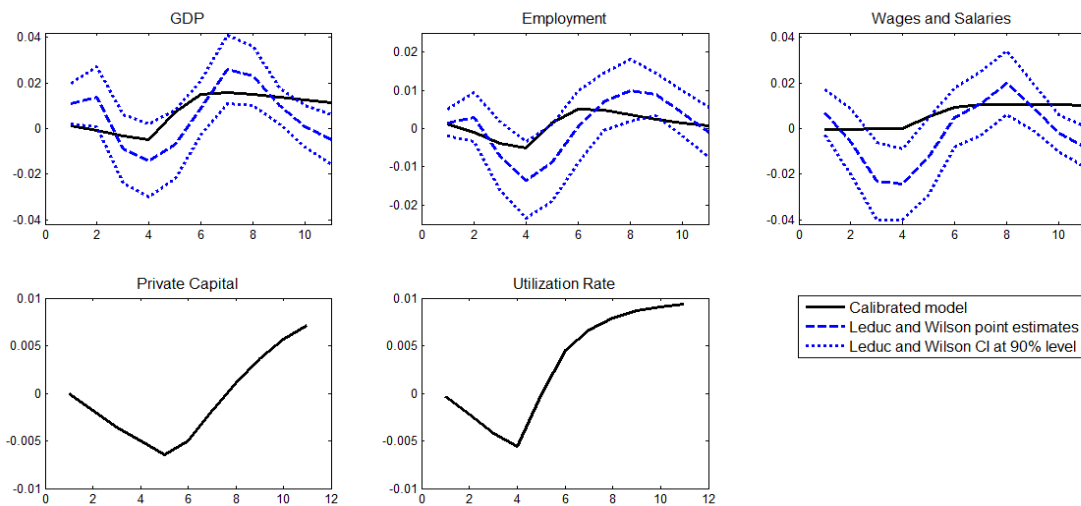 GDP
0.04
0.02
0
-0.02
-0.04
0 2 4 6 8 10
Employment
0.02
0.01
0
-0.01
-0.02
0 2 4 6 8 10
Wages and Salaries
0.04
0.02
0
-0.02
-0.04
0 2 4 6 8 10
Private Capital
0.01
0.005
0
-0.005
-0.01
0 2 4 6 8 10 12
Utilization Rate
0.01
0.005
0
-0.005
-0.01
0 2 4 6 8 10 12
Calibrated model
Leduc and Wilson point estimates
Leduc and Wilson CI at 90% level